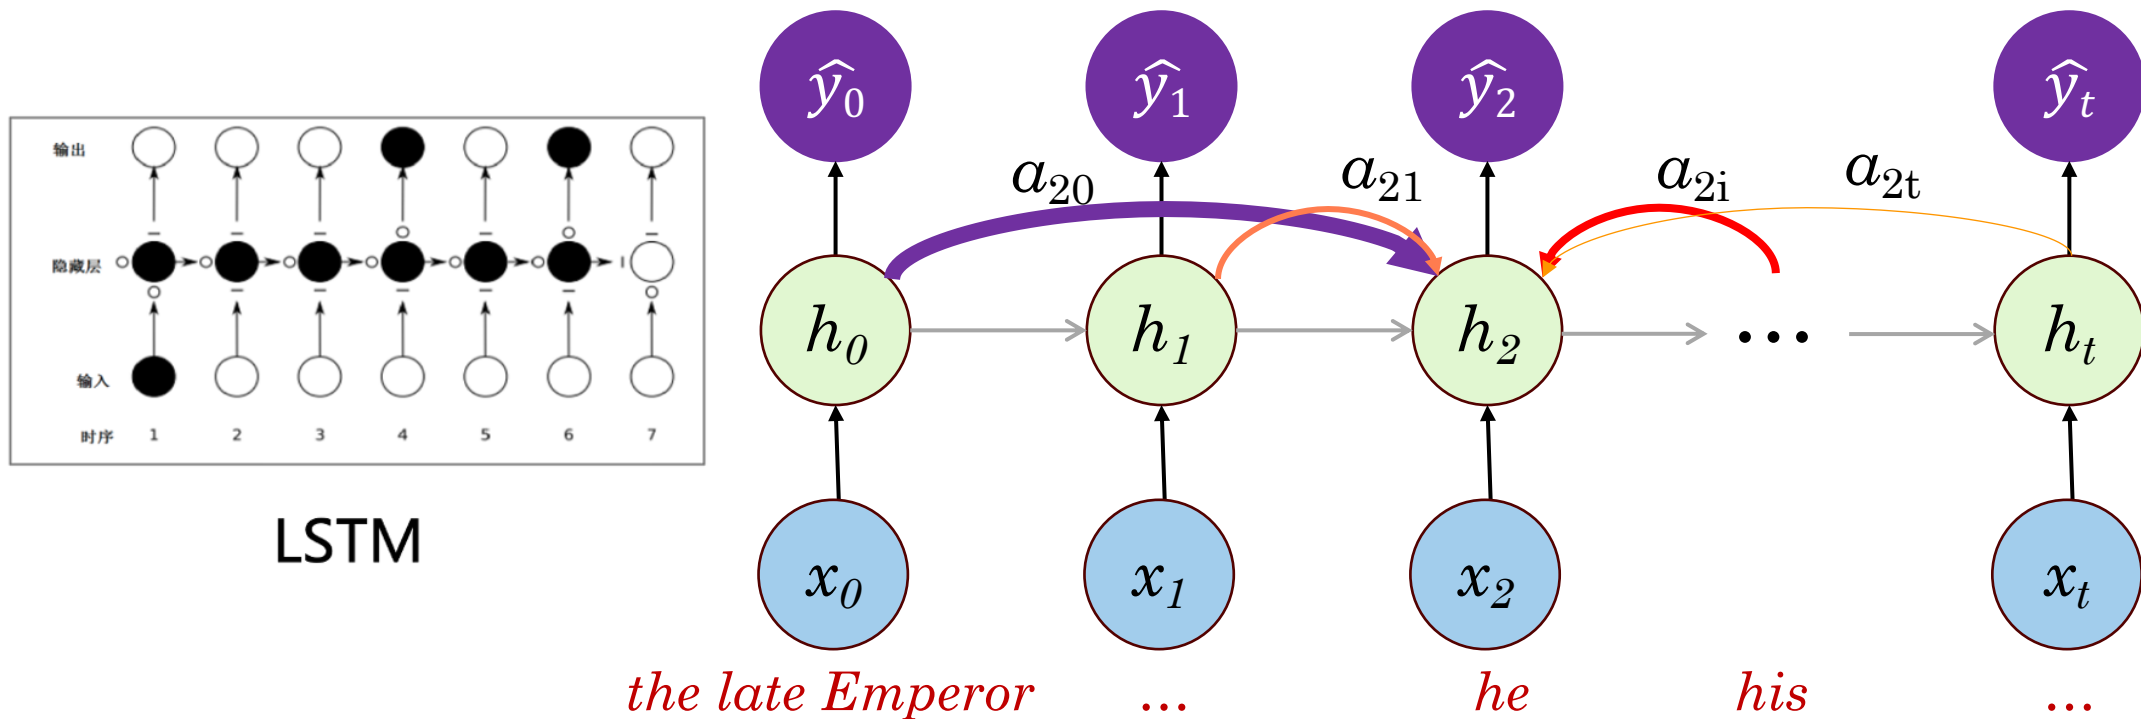 输出
隐藏层
输入
时序 1 2 3 4 5 6 7
LSTM
ŷ₀ ŷ₁ ŷ₂ ŷₜ
a₂₀ a₂₁ a₂ᵢ a₂ₜ
h₀ h₁ h₂ ... hₜ
x₀ x₁ x₂ xₜ
the late Emperor ... he his ...